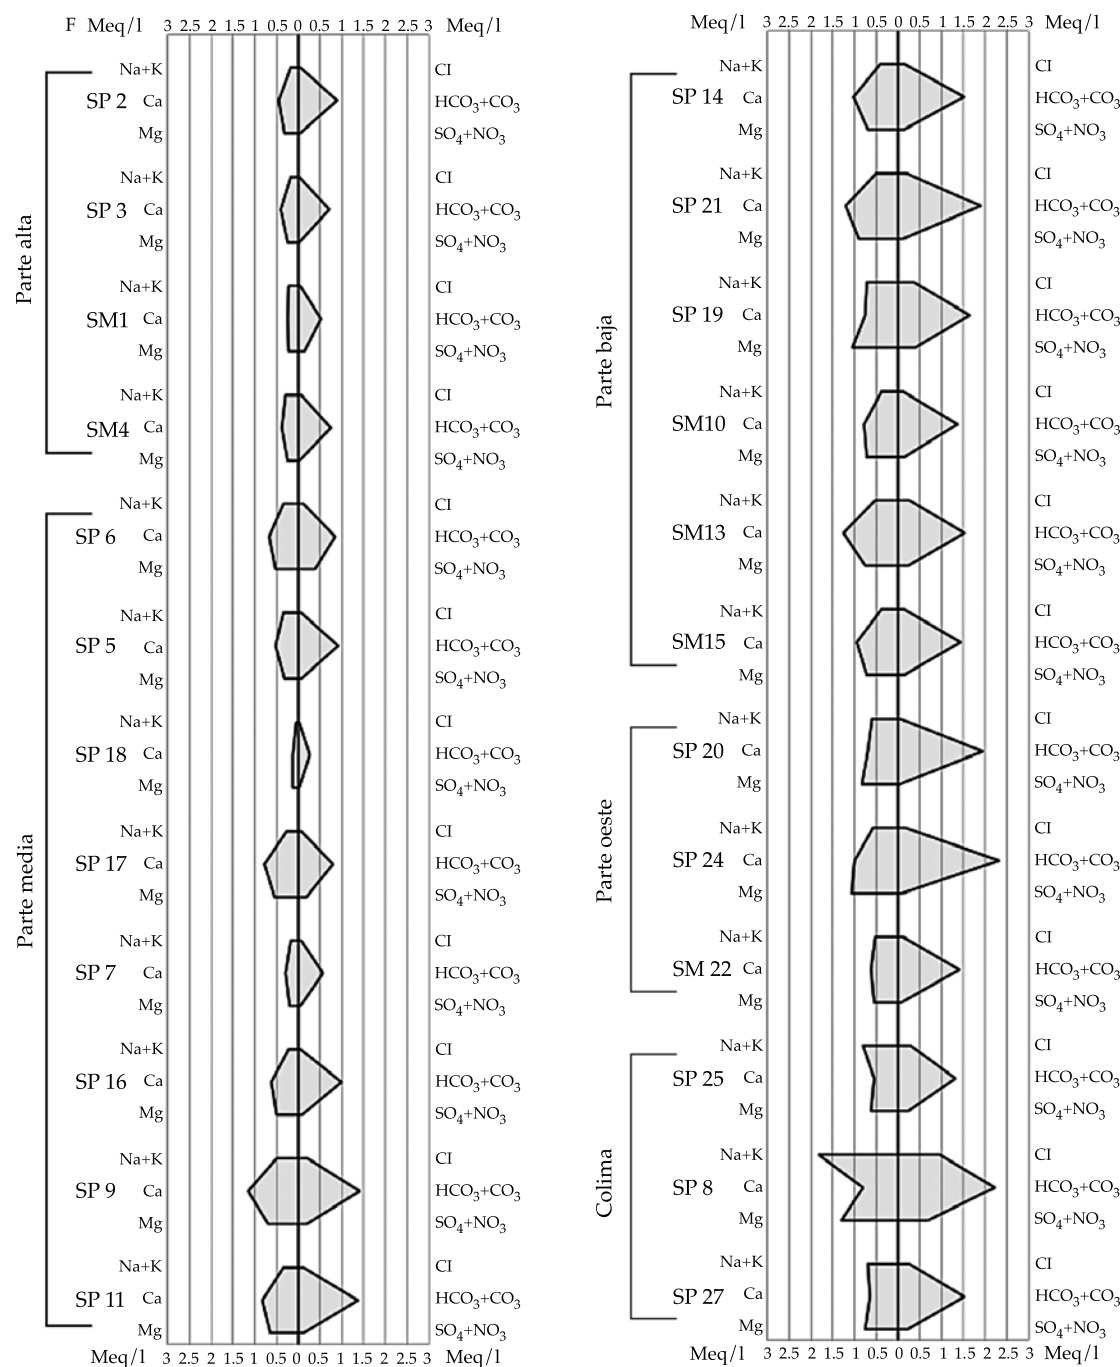 F Meq/l 3 2.5 2 1.5 1 0.5 0 0.5 1 1.5 2 2.5 3 Meq/l
Parte alta
Na+K Cl
SP 2 Ca HCO3+CO3
Mg SO4+NO3
Na+K Cl
SP 3 Ca HCO3+CO3
Mg SO4+NO3
Na+K Cl
SM1 Ca HCO3+CO3
Mg SO4+NO3
Na+K Cl
SM4 Ca HCO3+CO3
Mg SO4+NO3
Parte media
Na+K Cl
SP 6 Ca HCO3+CO3
Mg SO4+NO3
Na+K Cl
SP 5 Ca HCO3+CO3
Mg SO4+NO3
Na+K Cl
SP 18 Ca HCO3+CO3
Mg SO4+NO3
Na+K Cl
SP 17 Ca HCO3+CO3
Mg SO4+NO3
Na+K Cl
SP 7 Ca HCO3+CO3
Mg SO4+NO3
Na+K Cl
SP 16 Ca HCO3+CO3
Mg SO4+NO3
Na+K Cl
SP 9 Ca HCO3+CO3
Mg SO4+NO3
Na+K Cl
SP 11 Ca HCO3+CO3
Mg SO4+NO3
Meq/l 3 2.5 2 1.5 1 0.5 0 0.5 1 1.5 2 2.5 3 Meq/l
Meq/l 3 2.5 2 1.5 1 0.5 0 0.5 1 1.5 2 2.5 3 Meq/l
Parte baja
Na+K Cl
SP 14 Ca HCO3+CO3
Mg SO4+NO3
Na+K Cl
SP 21 Ca HCO3+CO3
Mg SO4+NO3
Na+K Cl
SP 19 Ca HCO3+CO3
Mg SO4+NO3
Na+K Cl
SM10 Ca HCO3+CO3
Mg SO4+NO3
Na+K Cl
SM13 Ca HCO3+CO3
Mg SO4+NO3
Na+K Cl
SM15 Ca HCO3+CO3
Mg SO4+NO3
Parte oeste
Na+K Cl
SP 20 Ca HCO3+CO3
Mg SO4+NO3
Na+K Cl
SP 24 Ca HCO3+CO3
Mg SO4+NO3
Na+K Cl
SM 22 Ca HCO3+CO3
Mg SO4+NO3
Colima
Na+K Cl
SP 25 Ca HCO3+CO3
Mg SO4+NO3
Na+K Cl
SP 8 Ca HCO3+CO3
Mg SO4+NO3
Na+K Cl
SP 27 Ca HCO3+CO3
Mg SO4+NO3
Meq/l 3 2.5 2 1.5 1 0.5 0 0.5 1 1.5 2 2.5 3 Meq/l